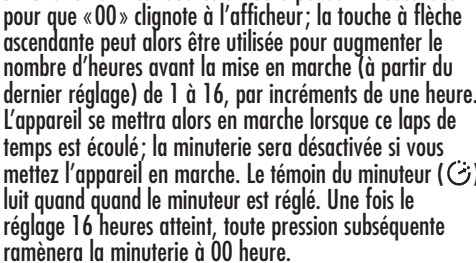 pour que « 00 » clignote à l’afficheur; la touche à flèche
ascendante peut alors être utilisée pour augmenter le
nombre d’heures avant la mise en marche (à partir du
dernier réglage) de 1 à 16, par incréments de une heure.
L’appareil se mettra alors en marche lorsque ce laps de
temps est écoulé; la minuterie sera désactivée si vous
mettez l’appareil en marche. Le témoin du minuteur ( )
luit quand quand le minuteur est réglé. Une fois le
réglage 16 heures atteint, toute pression subséquente
ramènera la minuterie à 00 heure.